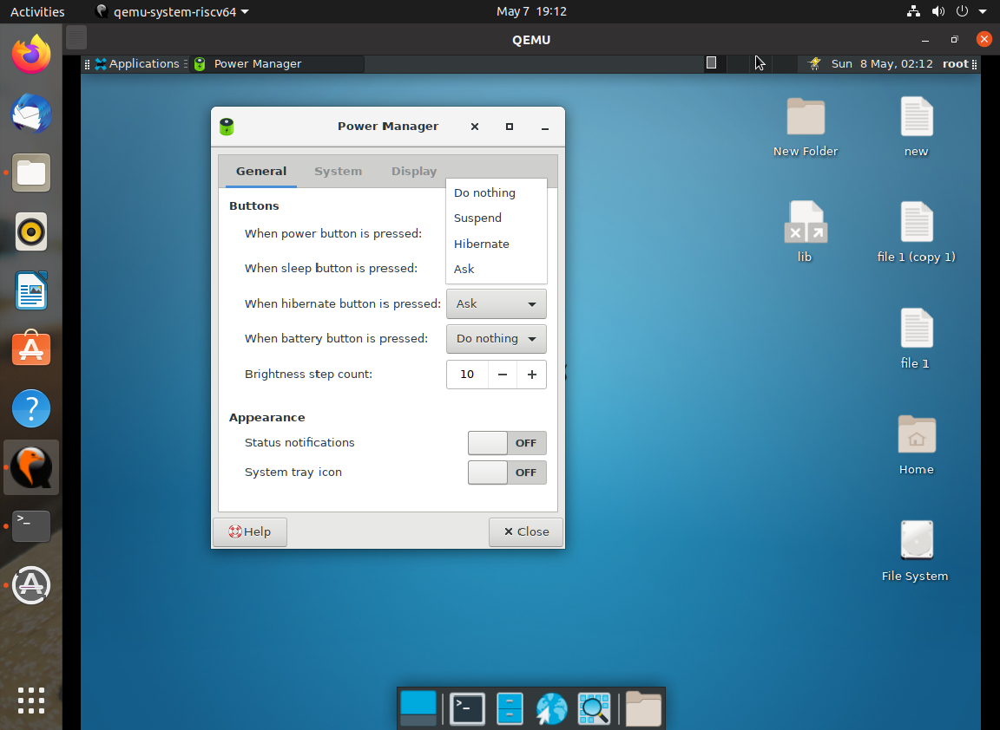 Activities qemu-system-riscv64 May 7 19:12
QEMU
Applications Power Manager Sun 8 May, 02:12 root
Power Manager
General System Display
Buttons
When power button is pressed:
When sleep button is pressed:
Do nothing
Suspend
Hibernate
Ask
When hibernate button is pressed: Ask
When battery button is pressed: Do nothing
Brightness step count: 10 − +
Appearance
Status notifications OFF
System tray icon OFF
Help Close
New Folder
new
lib
file 1 (copy 1)
file 1
Home
File System